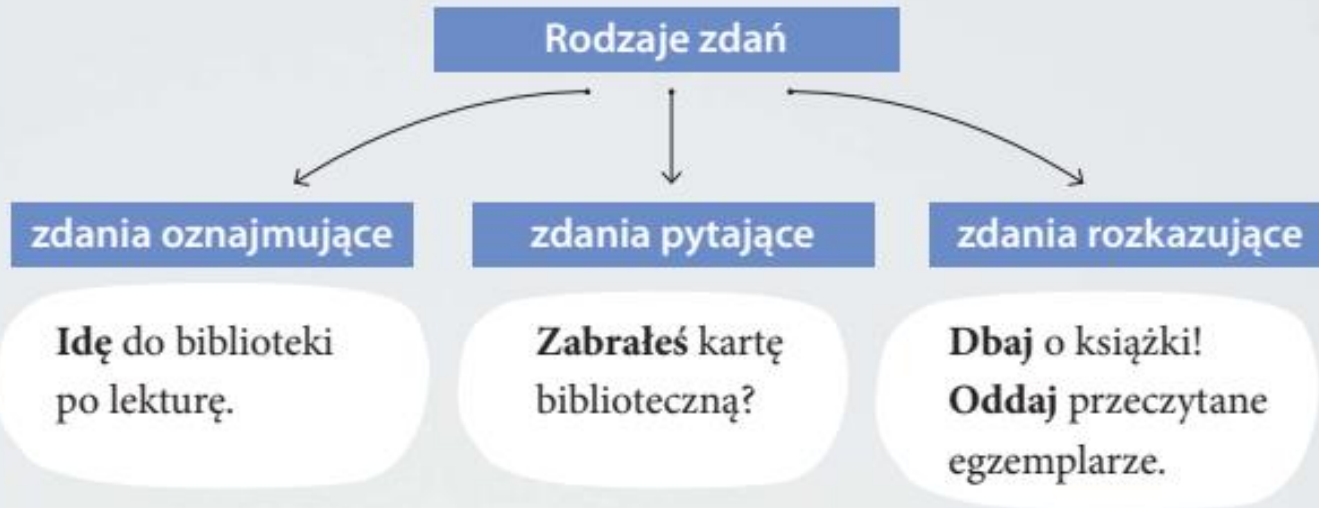 Rodzaje zdań
zdania oznajmujące
zdania pytające
zdania rozkazujące
Idę do biblioteki
po lekturę.
Zabrałeś kartę
biblioteczną?
Dbaj o książki!
Oddaj przeczytane
egzemplarze.